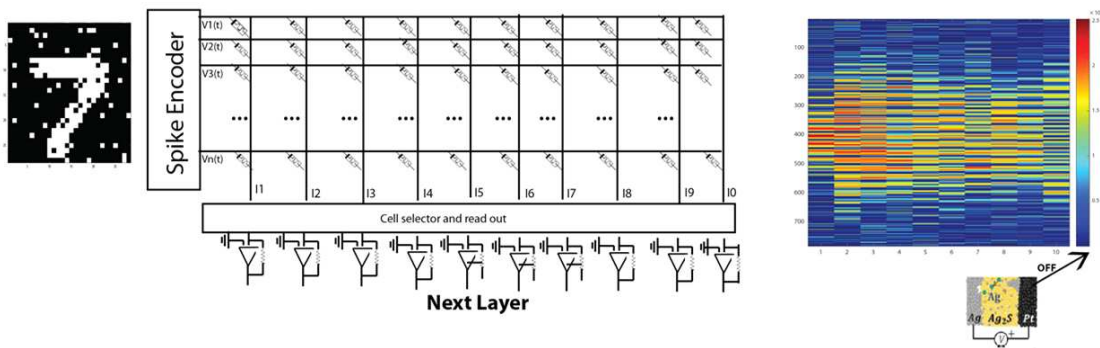 Spike Encoder
V1(t)
V2(t)
V3(t)
... ... ... ... ... ... ... ... ...
Vn(t)
I1 I2 I3 I4 I5 I6 I7 I8 I9 I0
Cell selector and read out
Next Layer
100
200
300
400
500
600
700
1 2 3 4 5 6 7 8 9 10
2.5
2
1.5
1
0.5
OFF
Ag
Ag Ag₂S Pt
V +